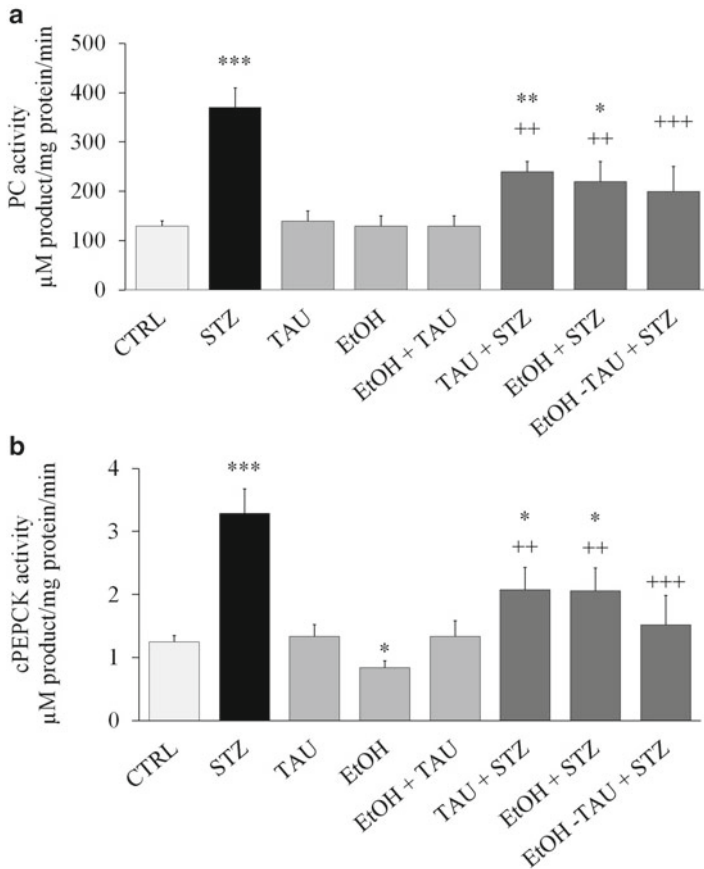 a
500
400
300
200
100
0
PC activity
μM product/mg protein/min
***
**
++
*
++
+++
CTRL
STZ
TAU
EtOH
EtOH + TAU
TAU + STZ
EtOH + STZ
EtOH -TAU + STZ
b
4
3
2
1
0
cPEPCK activity
μM product/mg protein/min
***
*
*
++
*
++
+++
CTRL
STZ
TAU
EtOH
EtOH + TAU
TAU + STZ
EtOH + STZ
EtOH -TAU + STZ